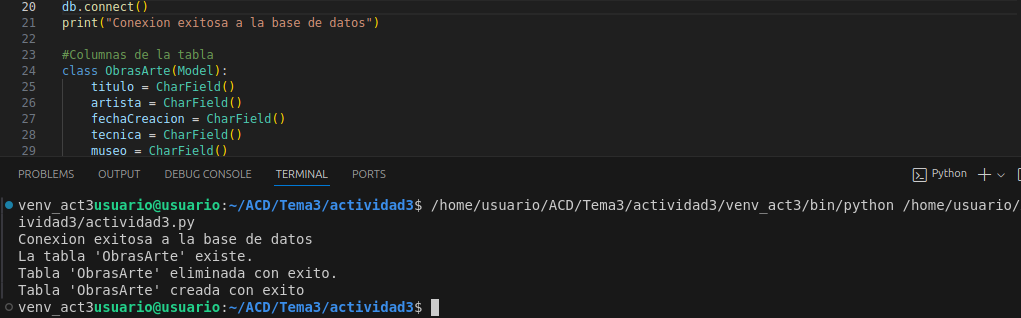 20 db.connect()
21 print("Conexion exitosa a la base de datos")
22
23 #Columnas de la tabla
24 class ObrasArte(Model):
25 titulo = CharField()
26 artista = CharField()
27 fechaCreacion = CharField()
28 tecnica = CharField()
29 museo = CharField()
PROBLEMS OUTPUT DEBUG CONSOLE TERMINAL PORTS Python
venv_act3usuario@usuario:~/ACD/Tema3/actividad3$ /home/usuario/ACD/Tema3/actividad3/venv_act3/bin/python /home/usuario/
ividad3/actividad3.py
Conexion exitosa a la base de datos
La tabla 'ObrasArte' existe.
Tabla 'ObrasArte' eliminada con exito.
Tabla 'ObrasArte' creada con exito
venv_act3usuario@usuario:~/ACD/Tema3/actividad3$